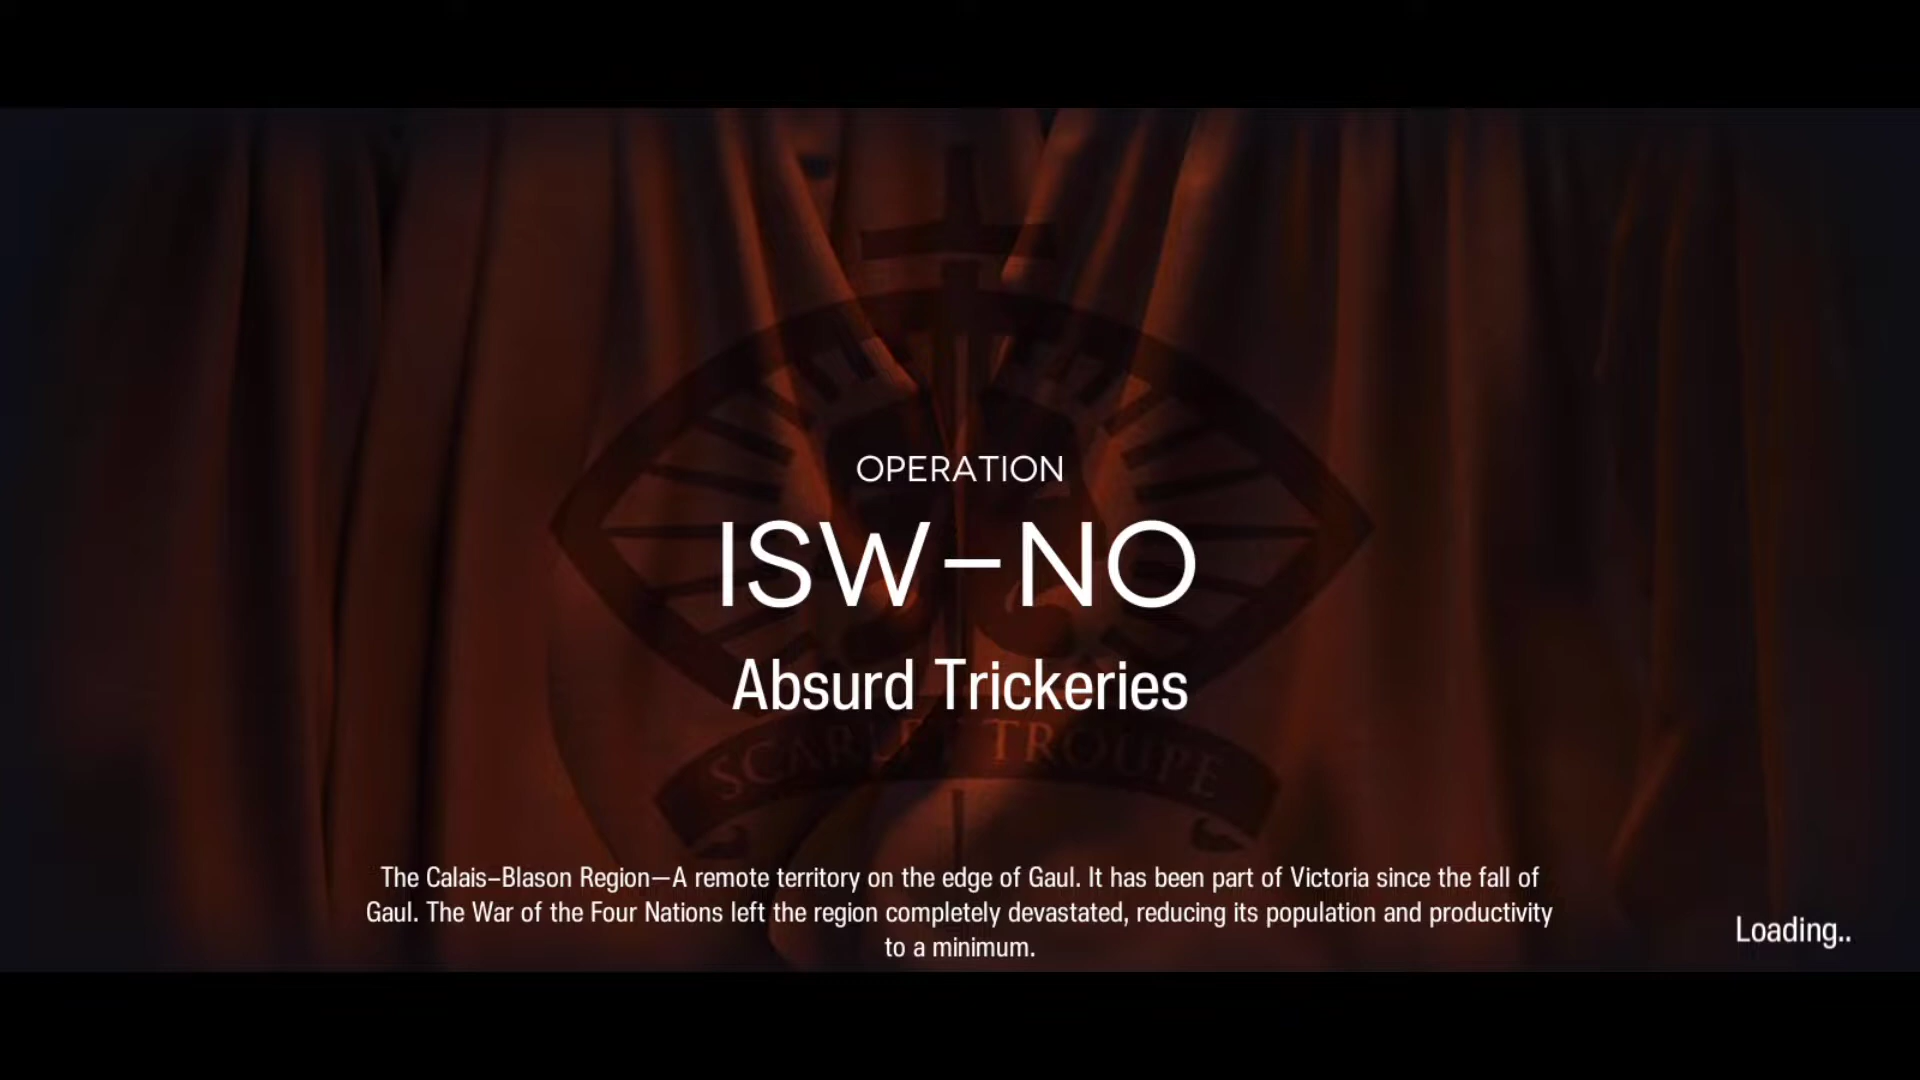 OPERATION
ISW-NO
Absurd Trickeries
SCARLET TROUPE
The Calais-Blason Region—A remote territory on the edge of Gaul. It has been part of Victoria since the fall of
Gaul. The War of the Four Nations left the region completely devastated, reducing its population and productivity
to a minimum.
Loading..